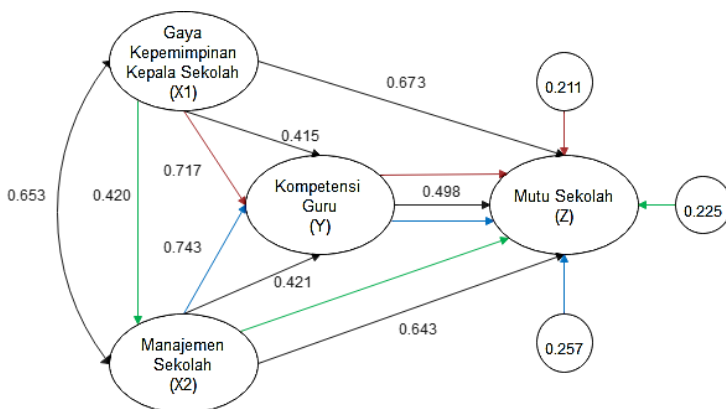 Gaya
Kepemimpinan
Kepala Sekolah
(X1)
0.673
0.211
0.415
0.717
0.653
0.420
Kompetensi
Guru
(Y)
0.498
Mutu Sekolah
(Z)
0.225
0.743
0.421
0.643
Manajemen
Sekolah
(X2)
0.257